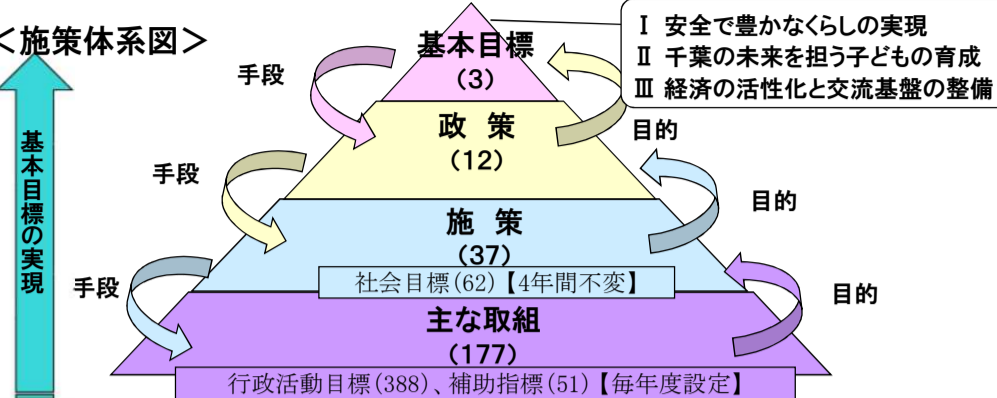 ＜施策体系図＞
基本目標の実現
基本目標
(3)
Ⅰ 安全で豊かなくらしの実現
Ⅱ 千葉の未来を担う子どもの育成
Ⅲ 経済の活性化と交流基盤の整備
手段
目的
政 策
(12)
手段
目的
施 策
(37)
社会目標(62)【4年間不変】
手段
目的
主な取組
(177)
行政活動目標(388)、補助指標(51)【毎年度設定】